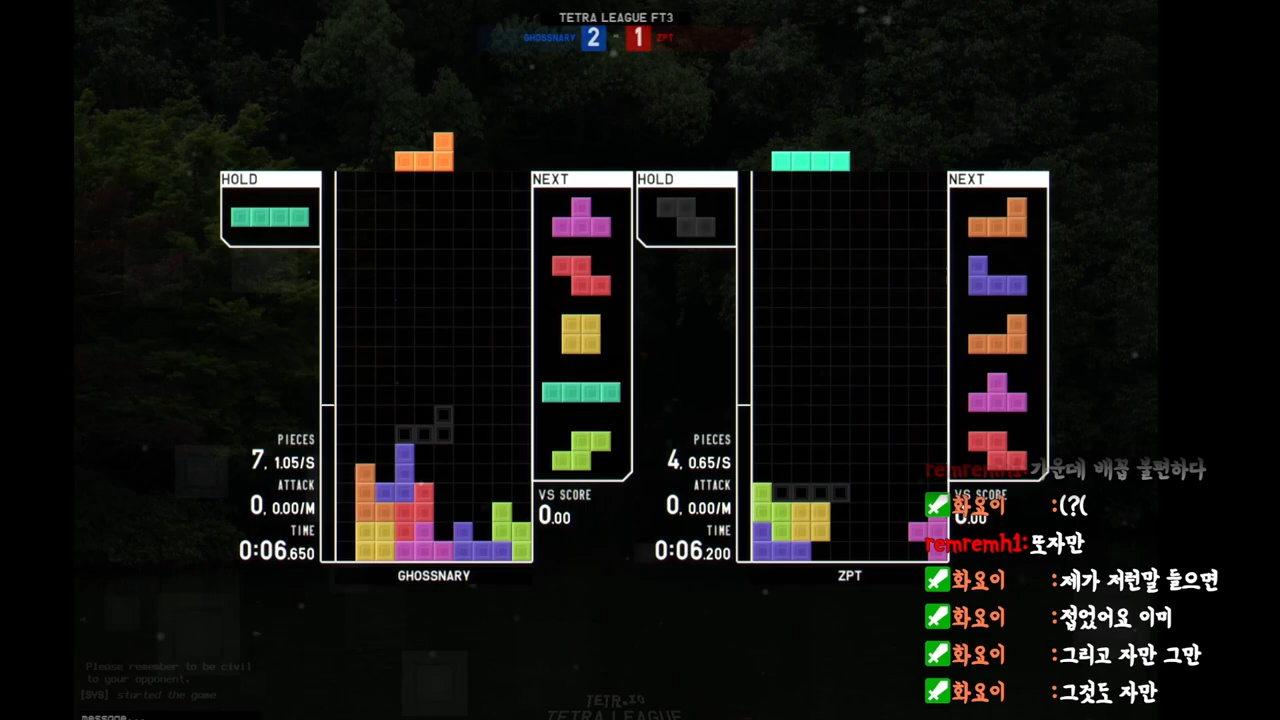 TETRA LEAGUE FT3
GHOSSNARY 2 - 1 ZPT
HOLD
NEXT
HOLD
NEXT
PIECES
7, 1.05/S
ATTACK
0, 0.00/M
TIME
0:06.650
VS SCORE
0.00
GHOSSNARY
PIECES
4, 0.65/S
ATTACK
0, 0.00/M
TIME
0:06.200
VS SCORE
0.00
ZPT
remremh1:가운데 배꼽 불편하다
화요이 :(?(
remremh1:또자만
화요이 :제가 저런말 들으면
화요이 :접었어요 이미
화요이 :그리고 자만 그만
화요이 :그것도 자만
Please remember to be civil
to your opponent.
[SYS] started the game
message...
TETR.IO
TETRA LEAGUE